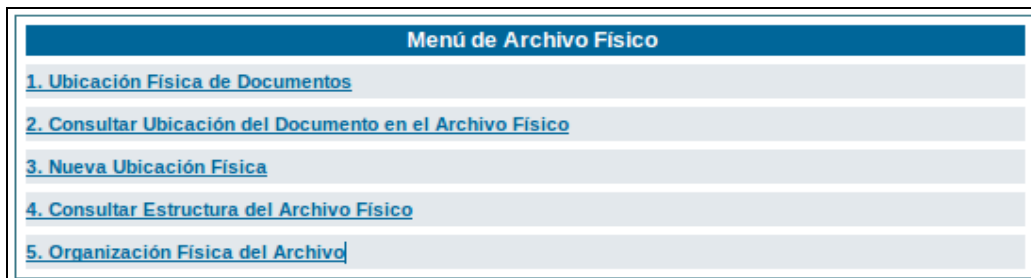 Menú de Archivo Físico
1. Ubicación Física de Documentos
2. Consultar Ubicación del Documento en el Archivo Físico
3. Nueva Ubicación Física
4. Consultar Estructura del Archivo Físico
5. Organización Física del Archivo